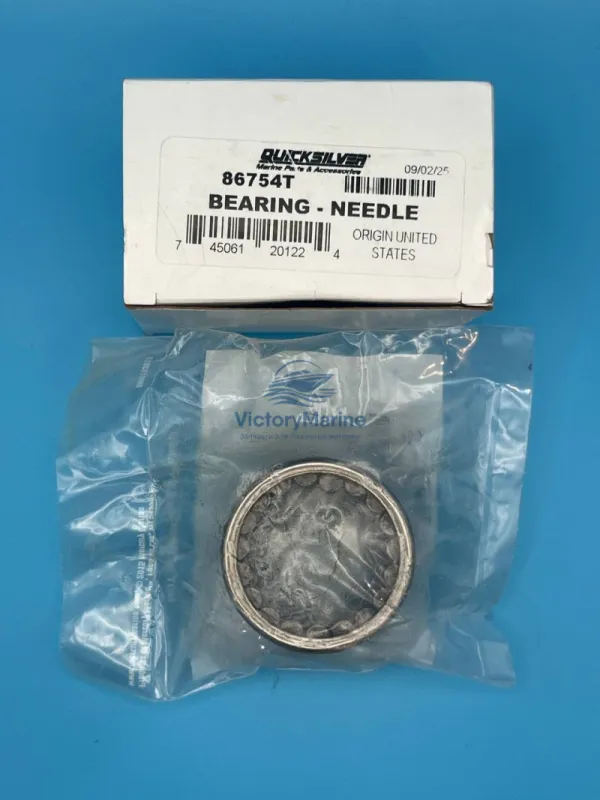 QUICKSILVER
Marine Parts & Accessories
09/02/25
86754T
BEARING - NEEDLE
7 45061 20122 4
ORIGIN UNITED
STATES
VictoryMarine